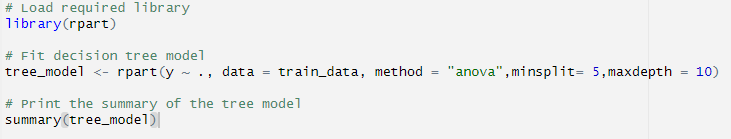 # Load required library
library(rpart)
# Fit decision tree model
tree_model <- rpart(y ~ ., data = train_data, method = "anova",minsplit= 5,maxdepth = 10)
# Print the summary of the tree model
summary(tree_model)